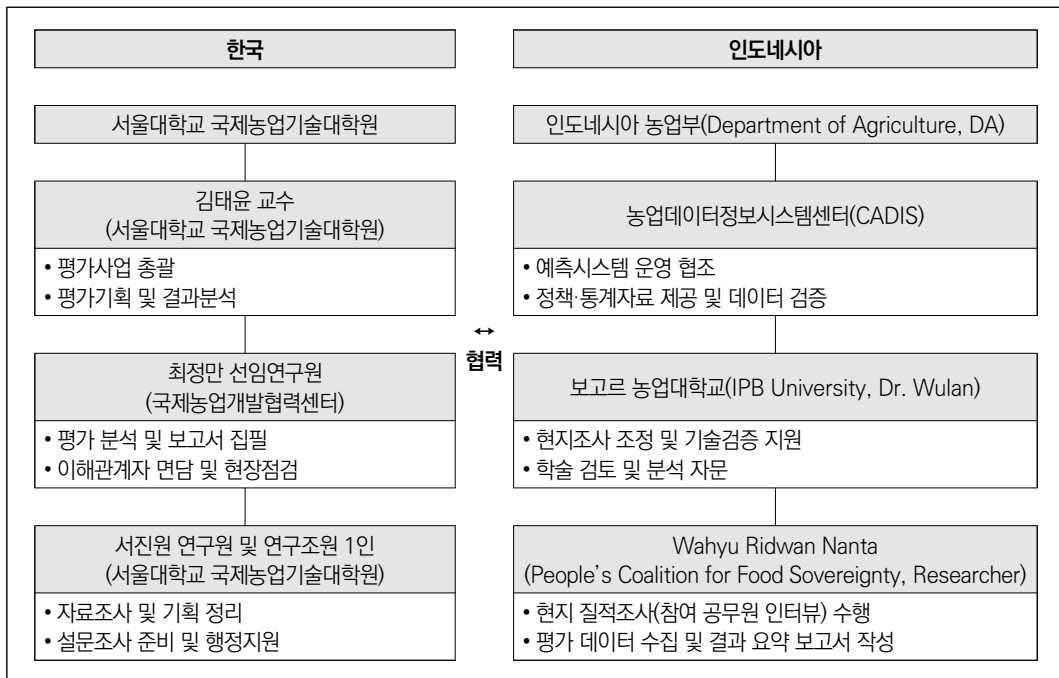 한국
서울대학교 국제농업기술대학원
김태윤 교수
(서울대학교 국제농업기술대학원)
• 평가사업 총괄
• 평가기획 및 결과분석
최정만 선임연구원
(국제농업개발협력센터)
• 평가 분석 및 보고서 집필
• 이해관계자 면담 및 현장점검
서진원 연구원 및 연구조원 1인
(서울대학교 국제농업기술대학원)
• 자료조사 및 기획 정리
• 설문조사 준비 및 행정지원
↔
협력
인도네시아
인도네시아 농업부(Department of Agriculture, DA)
농업데이터정보시스템센터(CADIS)
• 예측시스템 운영 협조
• 정책·통계자료 제공 및 데이터 검증
보고르 농업대학교(IPB University, Dr. Wulan)
• 현지조사 조정 및 기술검증 지원
• 학술 검토 및 분석 자문
Wahyu Ridwan Nanta
(People's Coalition for Food Sovereignty, Researcher)
• 현지 질적조사(참여 공무원 인터뷰) 수행
• 평가 데이터 수집 및 결과 요약 보고서 작성